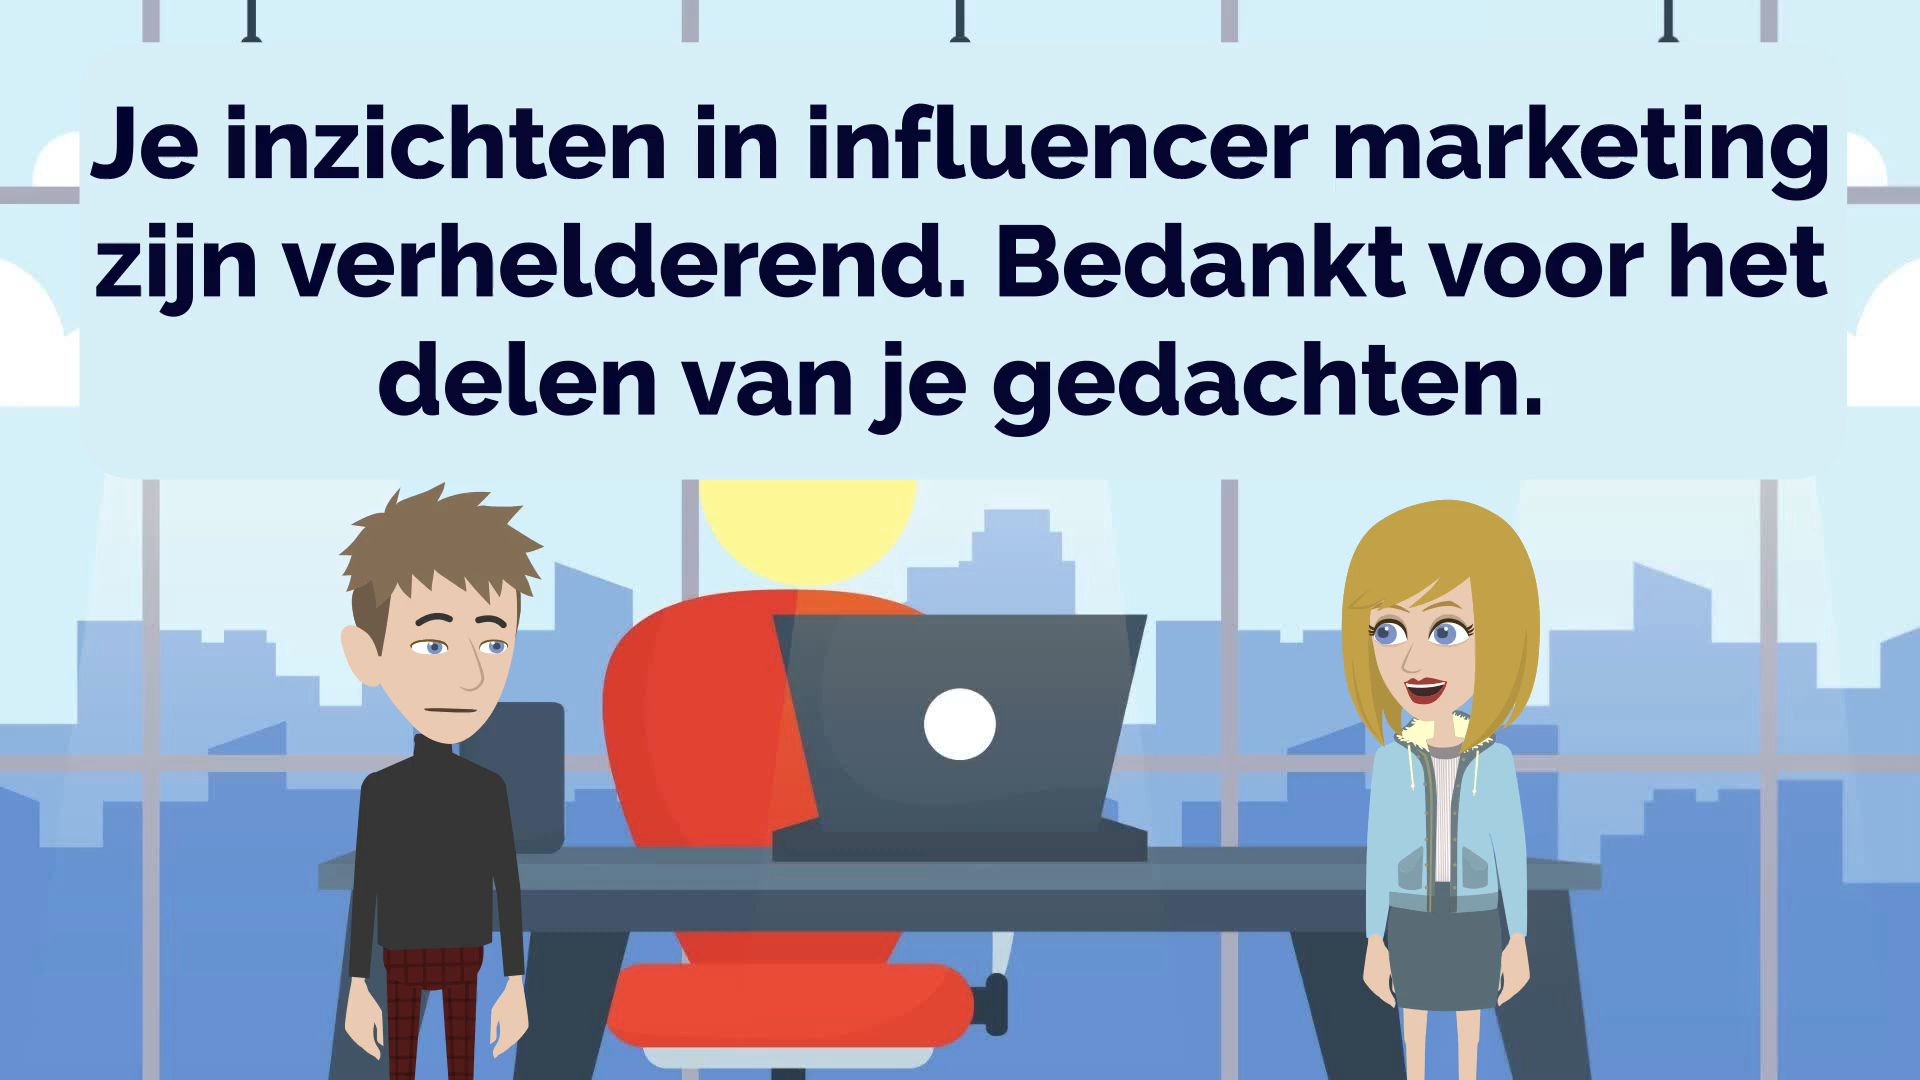 Je inzichten in influencer marketing
zijn verhelderend. Bedankt voor het
delen van je gedachten.